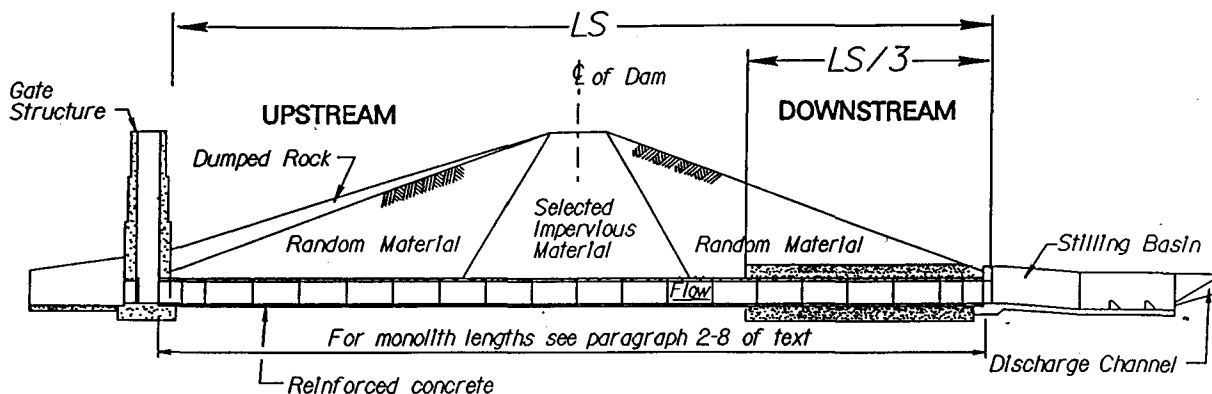 LS
LS/3
℄ of Dam
Gate
Structure
UPSTREAM
DOWNSTREAM
Dumped Rock
Selected
Impervious
Material
Random Material
Random Material
Stilling Basin
Flow
For monolith lengths see paragraph 2-8 of text
Discharge Channel
Reinforced concrete